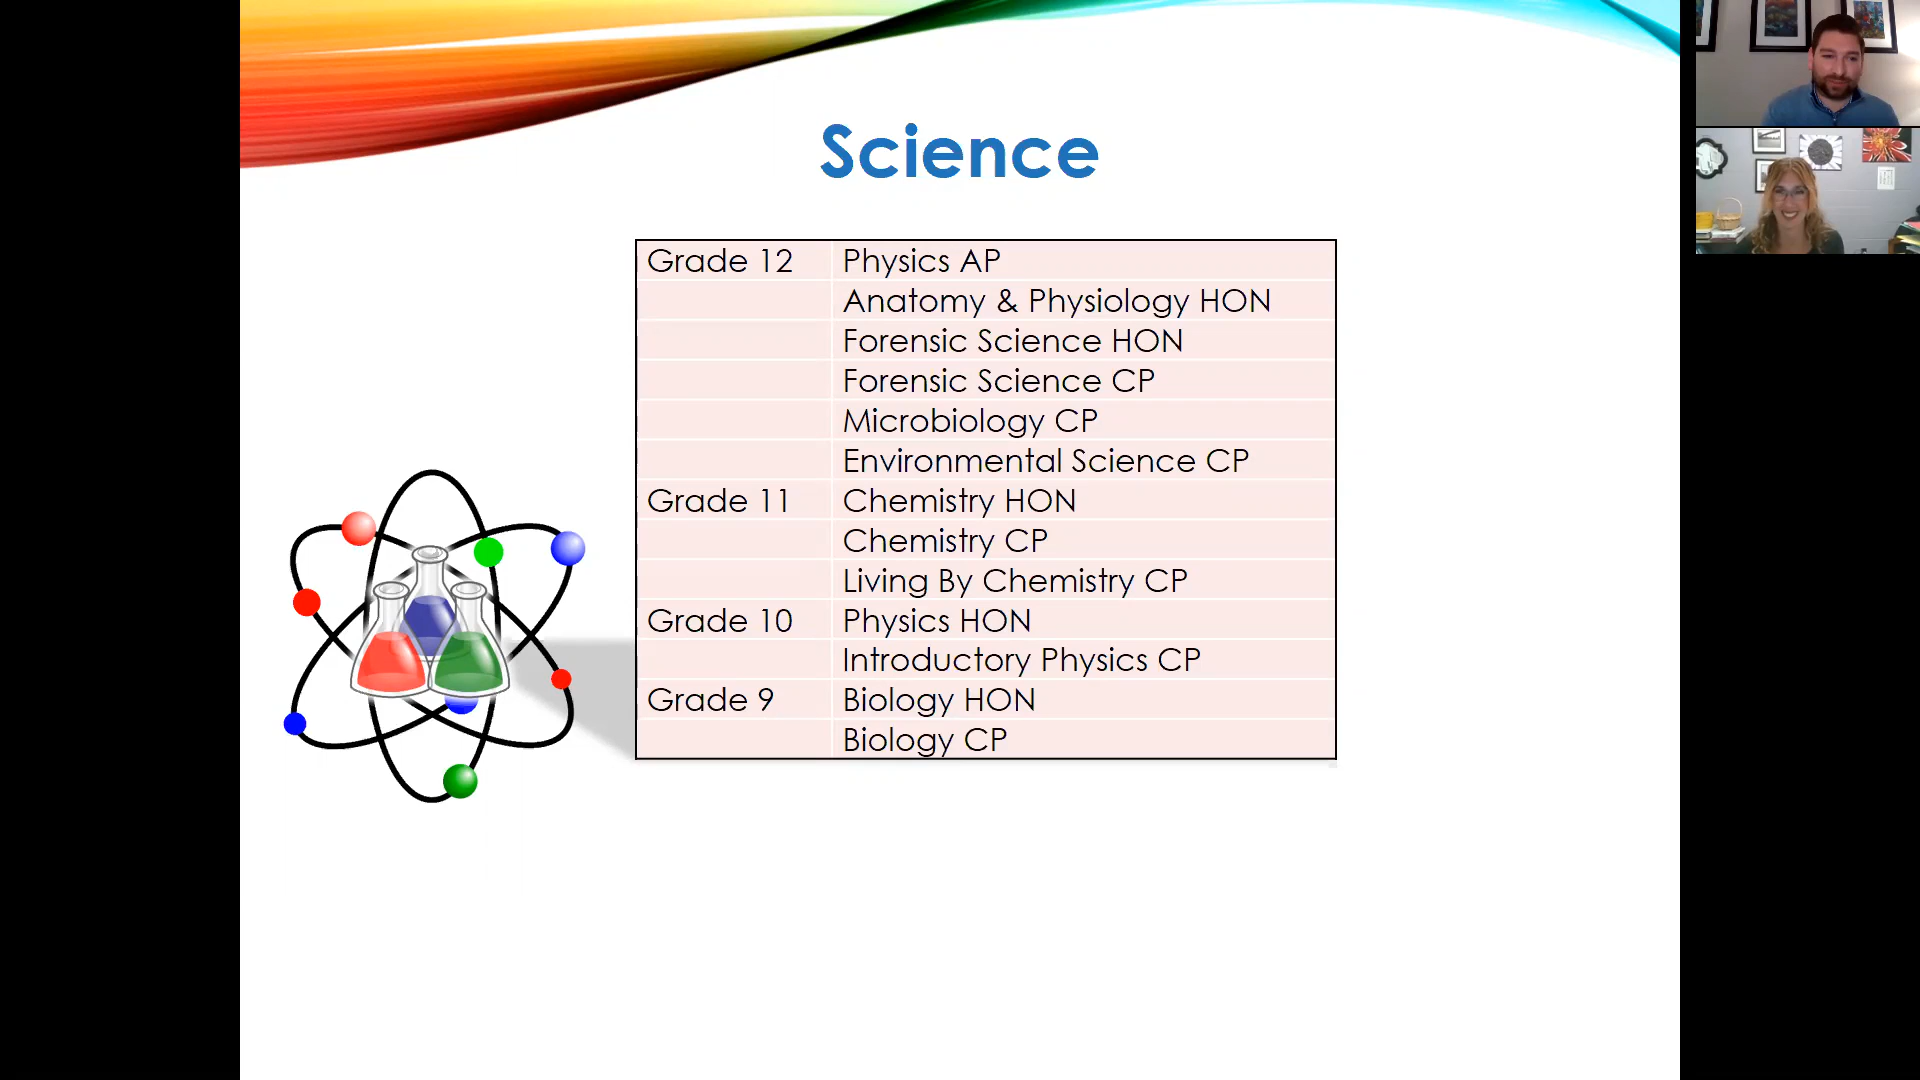 Science
Grade 12 Physics AP
Anatomy & Physiology HON
Forensic Science HON
Forensic Science CP
Microbiology CP
Environmental Science CP
Grade 11 Chemistry HON
Chemistry CP
Living By Chemistry CP
Grade 10 Physics HON
Introductory Physics CP
Grade 9 Biology HON
Biology CP